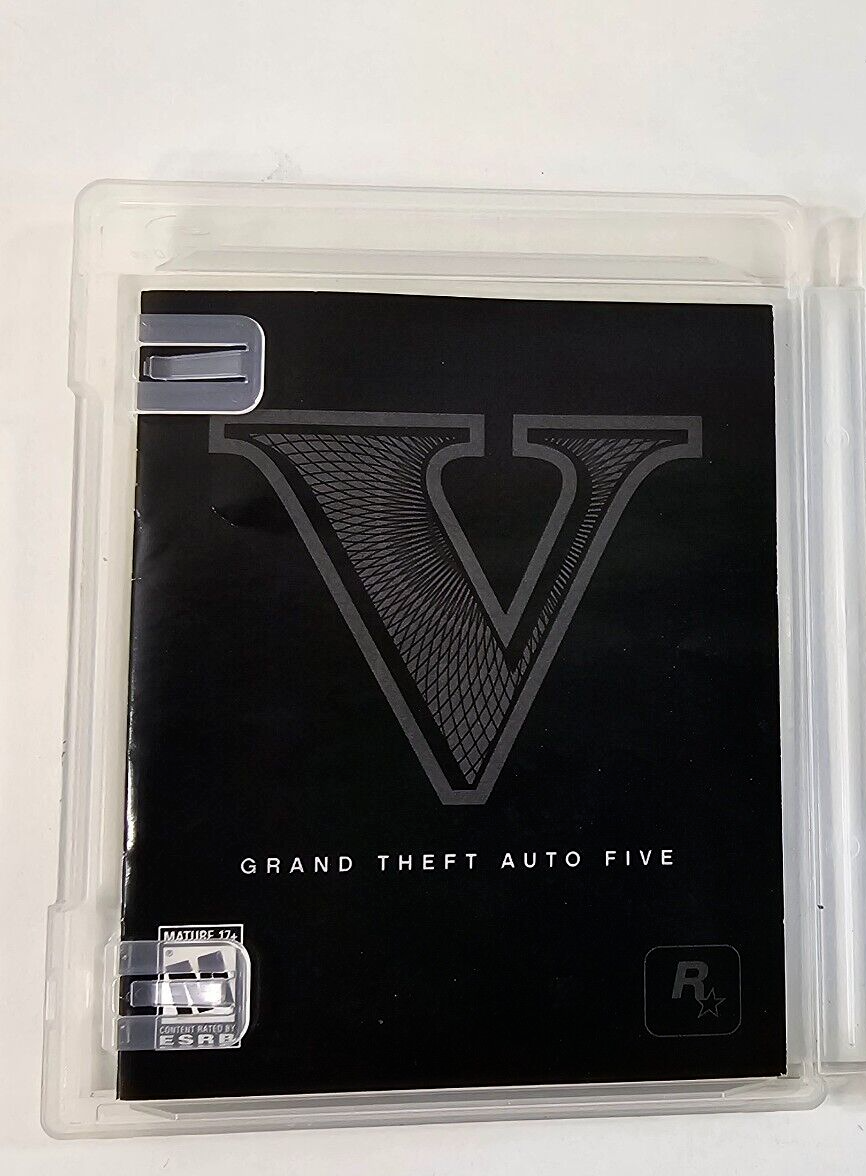 V
GRAND THEFT AUTO FIVE
MATURE 17+
M
®
CONTENT RATED BY
ESRB
R